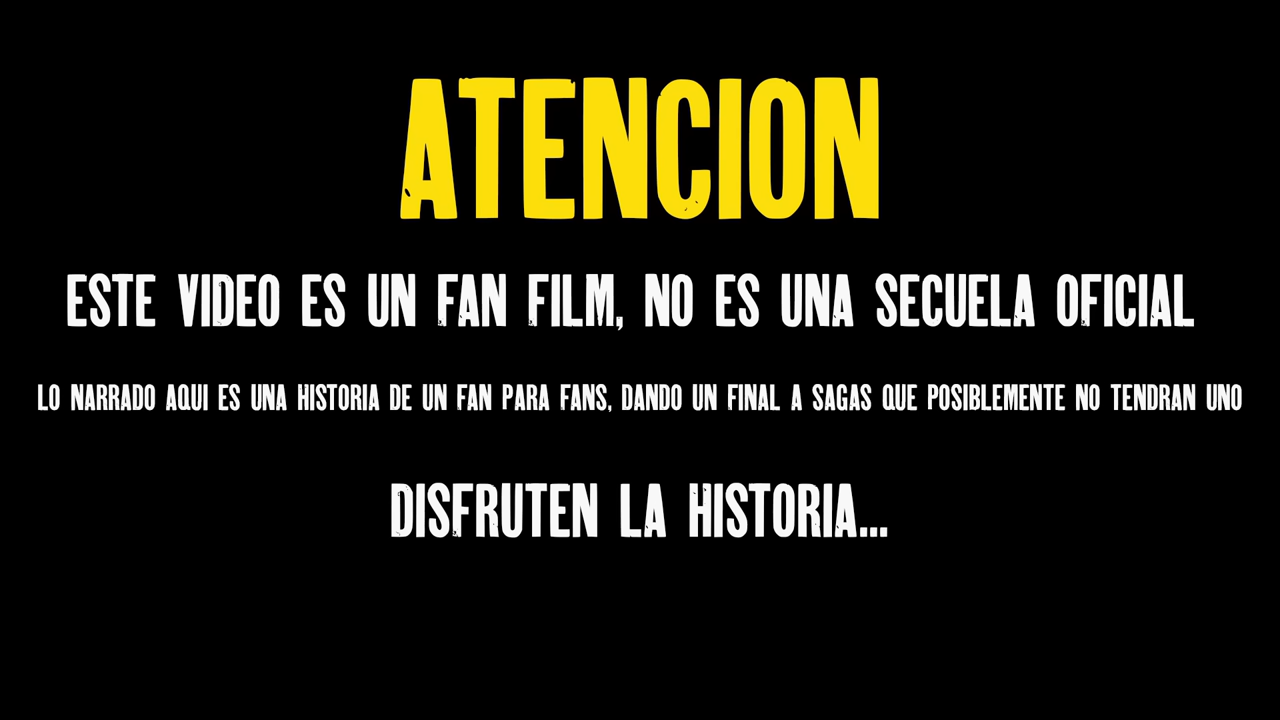 ATENCION
ESTE VIDEO ES UN FAN FILM, NO ES UNA SECUELA OFICIAL
LO NARRADO AQUI ES UNA HISTORIA DE UN FAN PARA FANS, DANDO UN FINAL A SAGAS QUE POSIBLEMENTE NO TENDRAN UNO
DISFRUTEN LA HISTORIA...